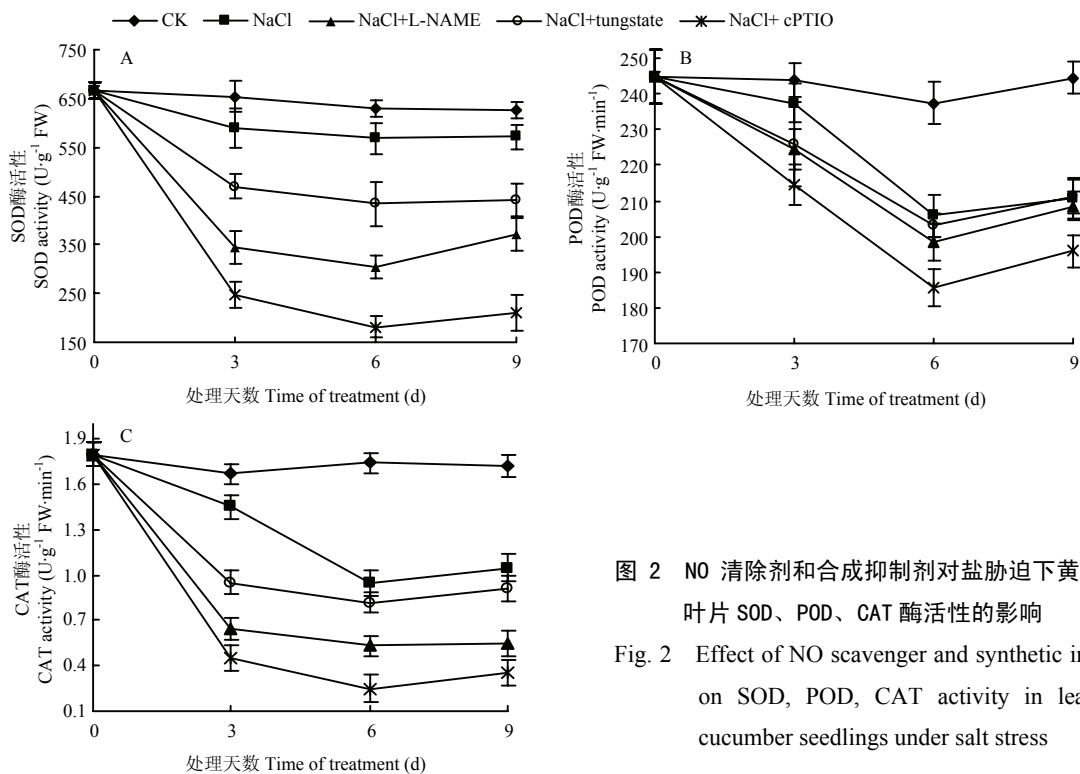 CK NaCl NaCl+L-NAME NaCl+tungstate NaCl+ cPTIO
A
SOD酶活性
SOD activity (U·g⁻¹ FW)
750
650
550
450
350
250
150
0 3 6 9
处理天数 Time of treatment (d)
B
POD酶活性
POD activity (U·g⁻¹ FW·min⁻¹)
250
240
230
220
210
200
190
180
170
0 3 6 9
处理天数 Time of treatment (d)
C
CAT酶活性
CAT activity (U·g⁻¹ FW·min⁻¹)
1.9
1.6
1.3
1.0
0.7
0.4
0.1
0 3 6 9
处理天数 Time of treatment (d)
图 2 NO 清除剂和合成抑制剂对盐胁迫下黄
叶片 SOD、POD、CAT 酶活性的影响
Fig. 2 Effect of NO scavenger and synthetic in
on SOD, POD, CAT activity in lea
cucumber seedlings under salt stress